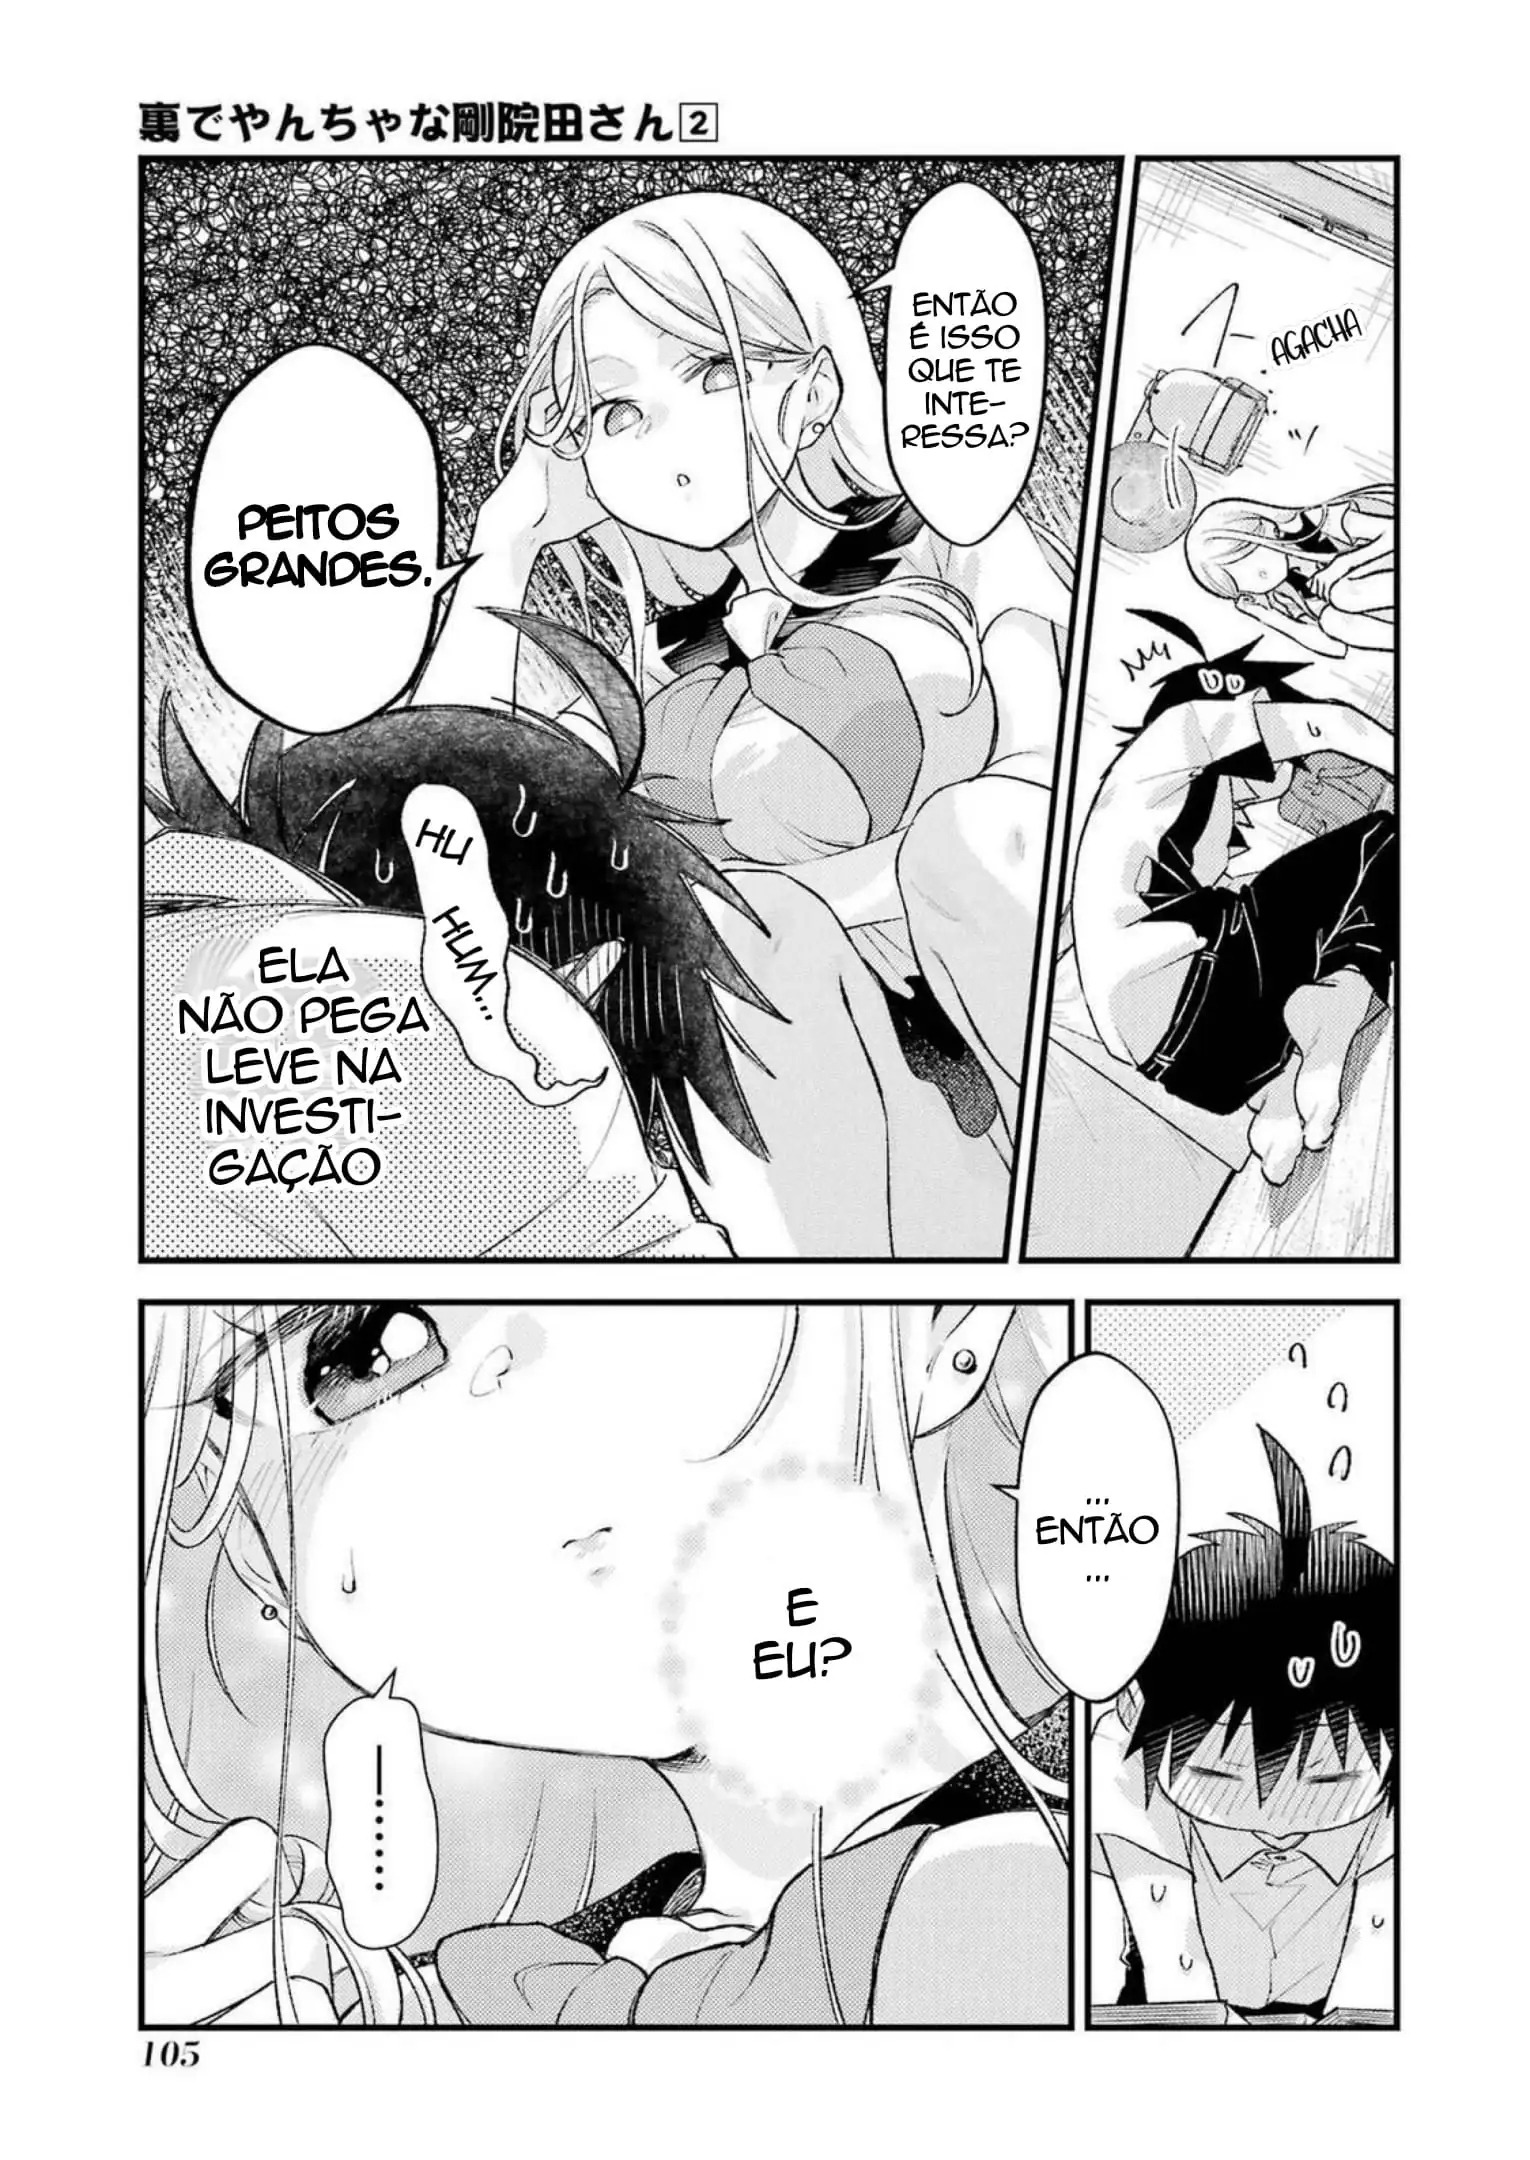 裏でやんちゃな剛院田さん2
AGACHA
ENTÃO
É ISSO
QUE TE
INTE-
RESSA?
PEITOS
GRANDES.
HU
HUM...
ELA
NÃO PEGA
LEVE NA
INVESTI-
GAÇÃO
...
ENTÃO
...
E
EU?
ー………
105